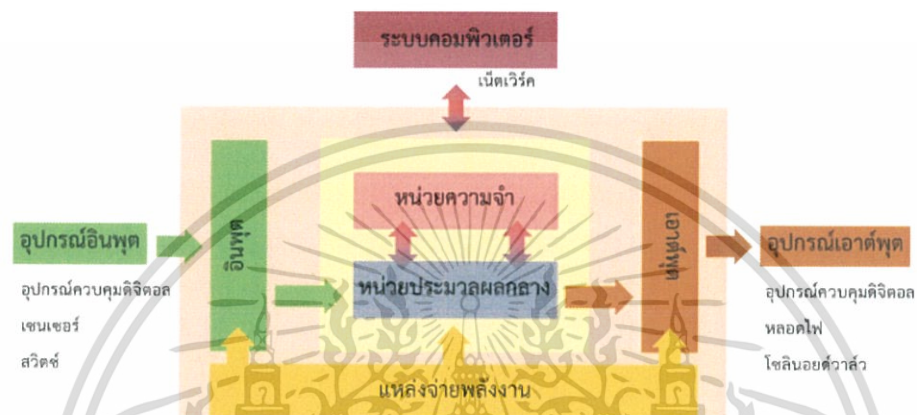 ระบบคอมพิวเตอร์
เน็ตเวิร์ค
หน่วยความจำ
อุปกรณ์อินพุต
อินพุต
เอาต์พุต
อุปกรณ์เอาต์พุต
หน่วยประมวลผลกลาง
อุปกรณ์ควบคุมดิจิตอล
เซนเซอร์
สวิตช์
อุปกรณ์ควบคุมดิจิตอล
หลอดไฟ
โซลินอยด์วาล์ว
แหล่งจ่ายพลังงาน